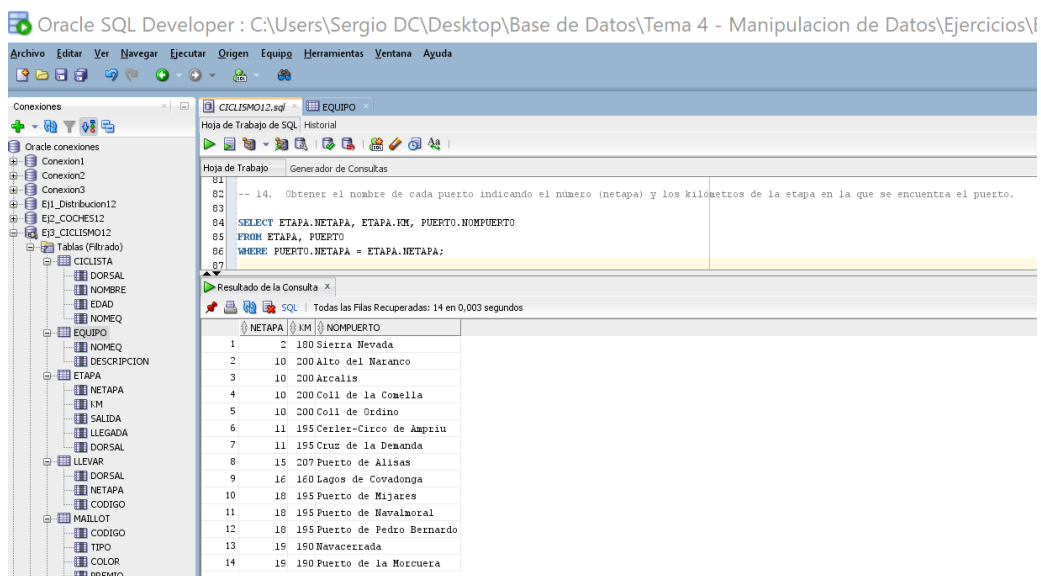 Oracle SQL Developer : C:\Users\Sergio DC\Desktop\Base de Datos\Tema 4 - Manipulacion de Datos\Ejercicios\
Archivo Editar Ver Navegar Ejecutar Origen Equipo Herramientas Ventana Ayuda
Conexiones
CICLISMO12.sql
EQUIPO
Hoja de Trabajo de SQL Historial
Oracle conexiones
Conexion1
Conexion2
Conexion3
Ej1_Distribucion12
Ej2_COCHES12
Ej3_CICLISMO12
Tablas (Filtrado)
CICLISTA
DORSAL
NOMBRE
EDAD
NOMEQ
EQUIPO
NOMEQ
DESCRIPCION
ETAPA
NETAPA
KM
SALIDA
LLEGADA
DORSAL
LLEVAR
DORSAL
NETAPA
CODIGO
MAILLOT
CODIGO
TIPO
COLOR
PREMIO
Hoja de Trabajo Generador de Consultas
81
82 -- 14. Obtener el nombre de cada puerto indicando el número (netapa) y los kilómetros de la etapa en la que se encuentra el puerto.
83
84 SELECT ETAPA.NETAPA, ETAPA.KM, PUERTO.NOMPUERTO
85 FROM ETAPA, PUERTO
86 WHERE PUERTO.NETAPA = ETAPA.NETAPA;
87
Resultado de la Consulta
SQL | Todas las Filas Recuperadas: 14 en 0,003 segundos
NETAPA KM NOMPUERTO
1 2 180 Sierra Nevada
2 10 200 Alto del Naranco
3 10 200 Arcalis
4 10 200 Coll de la Comella
5 10 200 Coll de Ordino
6 11 195 Cerler-Circo de Ampriu
7 11 195 Cruz de la Demanda
8 15 207 Puerto de Alisas
9 16 160 Lagos de Covadonga
10 18 195 Puerto de Mijares
11 18 195 Puerto de Navalmoral
12 18 195 Puerto de Pedro Bernardo
13 19 190 Navacerrada
14 19 190 Puerto de la Morcuera